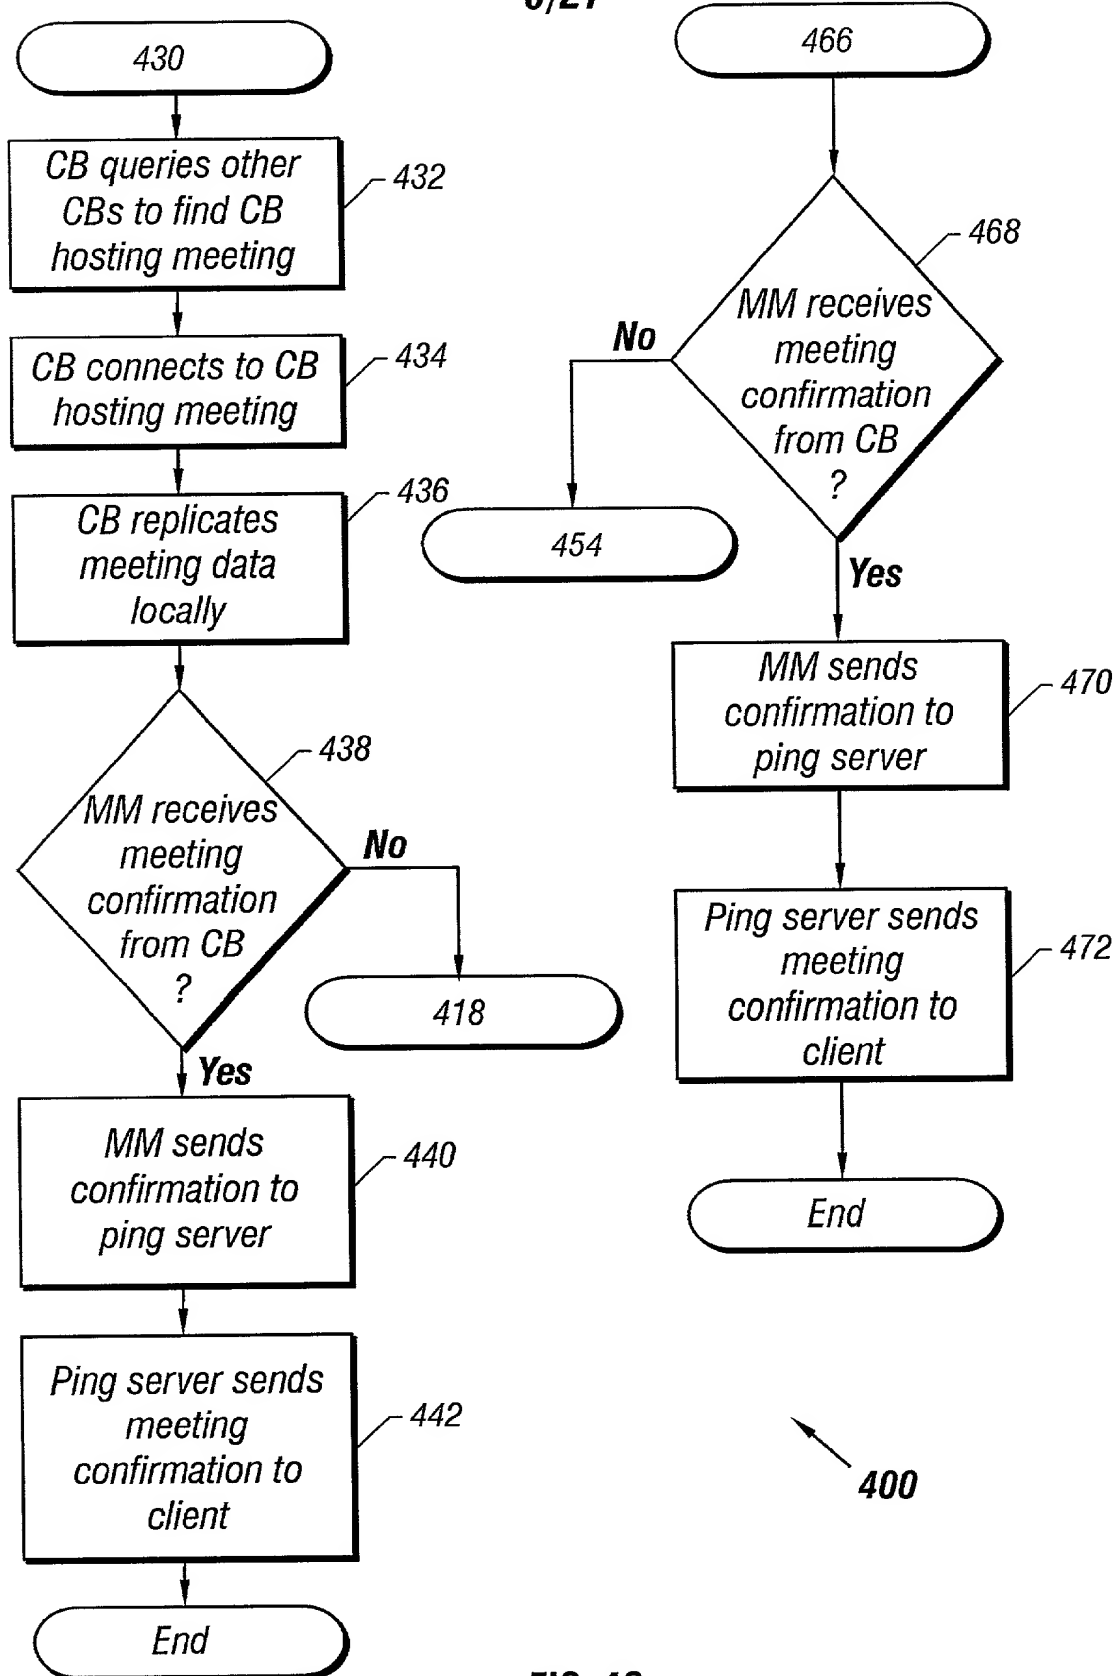 430
CB queries other
CBs to find CB
hosting meeting
432
CB connects to CB
hosting meeting
434
CB replicates
meeting data
locally
436
MM receives
meeting
confirmation
from CB
?
438
No
418
Yes
MM sends
confirmation to
ping server
440
Ping server sends
meeting
confirmation to
client
442
End
466
MM receives
meeting
confirmation
from CB
?
468
No
454
Yes
MM sends
confirmation to
ping server
470
Ping server sends
meeting
confirmation to
client
472
End
400